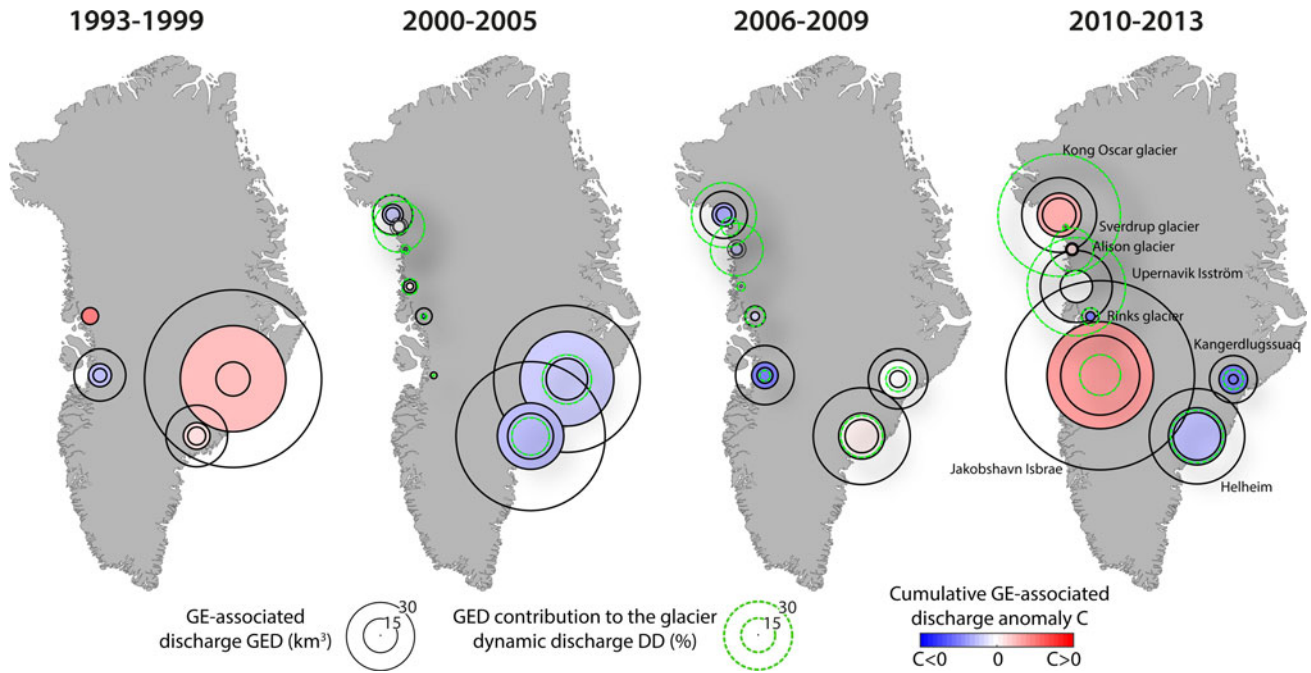 1993-1999
2000-2005
2006-2009
2010-2013
Kong Oscar glacier
Sverdrup glacier
Alison glacier
Upernavik Isström
Rinks glacier
Kangerdlugssuaq
Jakobshavn Isbrae
Helheim
GE-associated
discharge GED (km³)
30
15
GED contribution to the glacier
dynamic discharge DD (%)
30
15
Cumulative GE-associated
discharge anomaly C
C<0
0
C>0